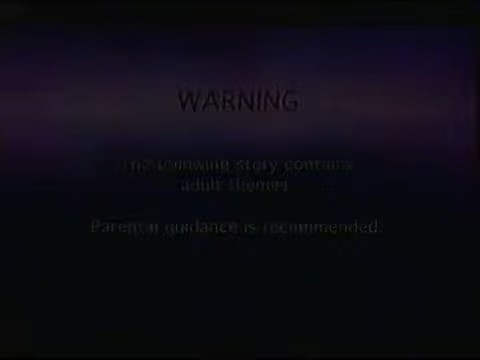 WARNING
The following story contains
adult themes
Parental guidance is recommended.